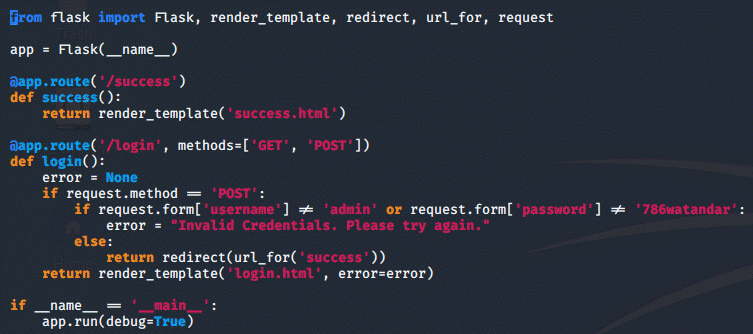 from flask import Flask, render_template, redirect, url_for, request
app = Flask(__name__)
@app.route('/success')
def success():
    return render_template('success.html')
@app.route('/login', methods=['GET', 'POST'])
def login():
    error = None
    if request.method == 'POST':
        if request.form['username'] != 'admin' or request.form['password'] != '786watandar':
            error = "Invalid Credentials. Please try again."
        else:
            return redirect(url_for('success'))
    return render_template('login.html', error=error)
if __name__ == '__main__':
    app.run(debug=True)